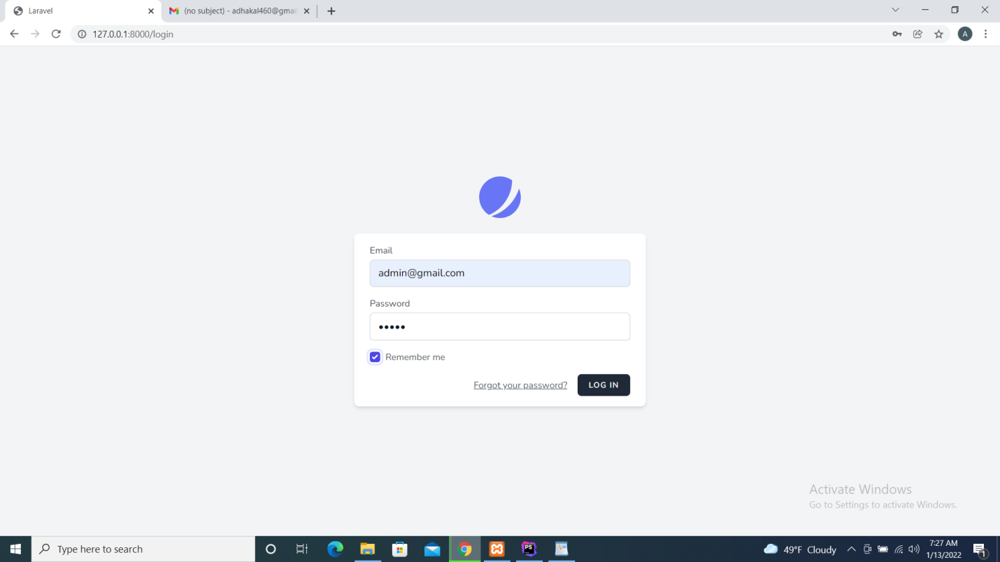 Laravel
(no subject) - adhakal460@gmai
127.0.0.1:8000/login
A
Email
admin@gmail.com
Password
•••••
Remember me
Forgot your password? LOG IN
Activate Windows
Go to Settings to activate Windows.
Type here to search
PS
49°F Cloudy
7:27 AM
1/13/2022
1